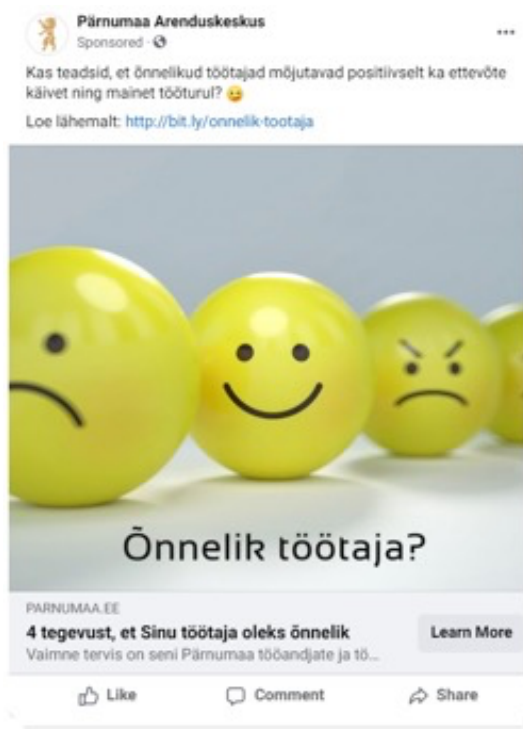 Pärnumaa Arenduskeskus
Sponsored ·
Kas teadsid, et õnnelikud töötajad mõjutavad positiivselt ka ettevõte
käivet ning mainet tööturul? 😉
Loe lähemalt: http://bit.ly/onnelik-tootaja
Õnnelik töötaja?
PARNUMAA.EE
4 tegevust, et Sinu töötaja oleks õnnelik
Learn More
Vaimne tervis on seni Pärnumaa tööandjate ja tö...
Like Comment Share